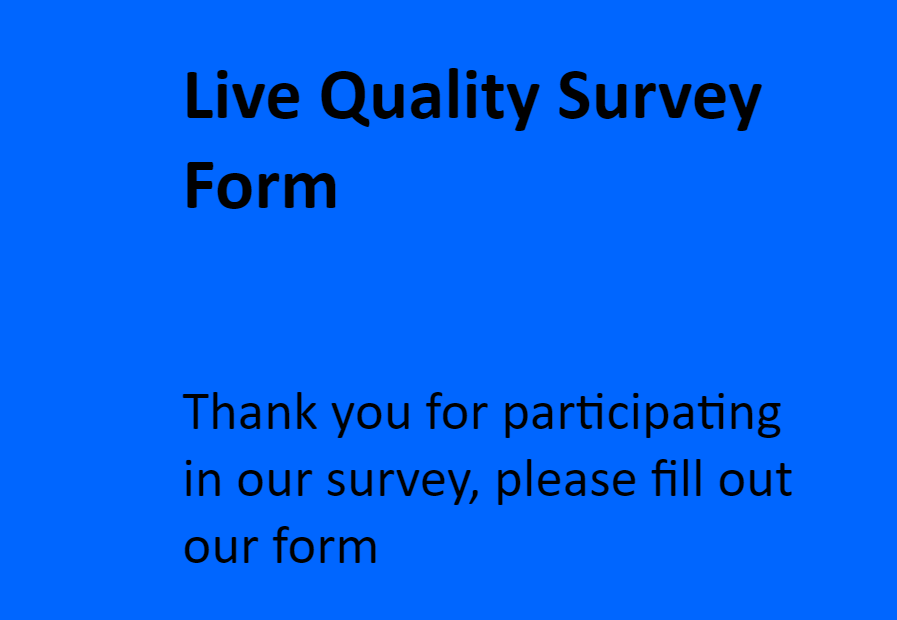 Live Quality Survey
Form
Thank you for participating
in our survey, please fill out
our form